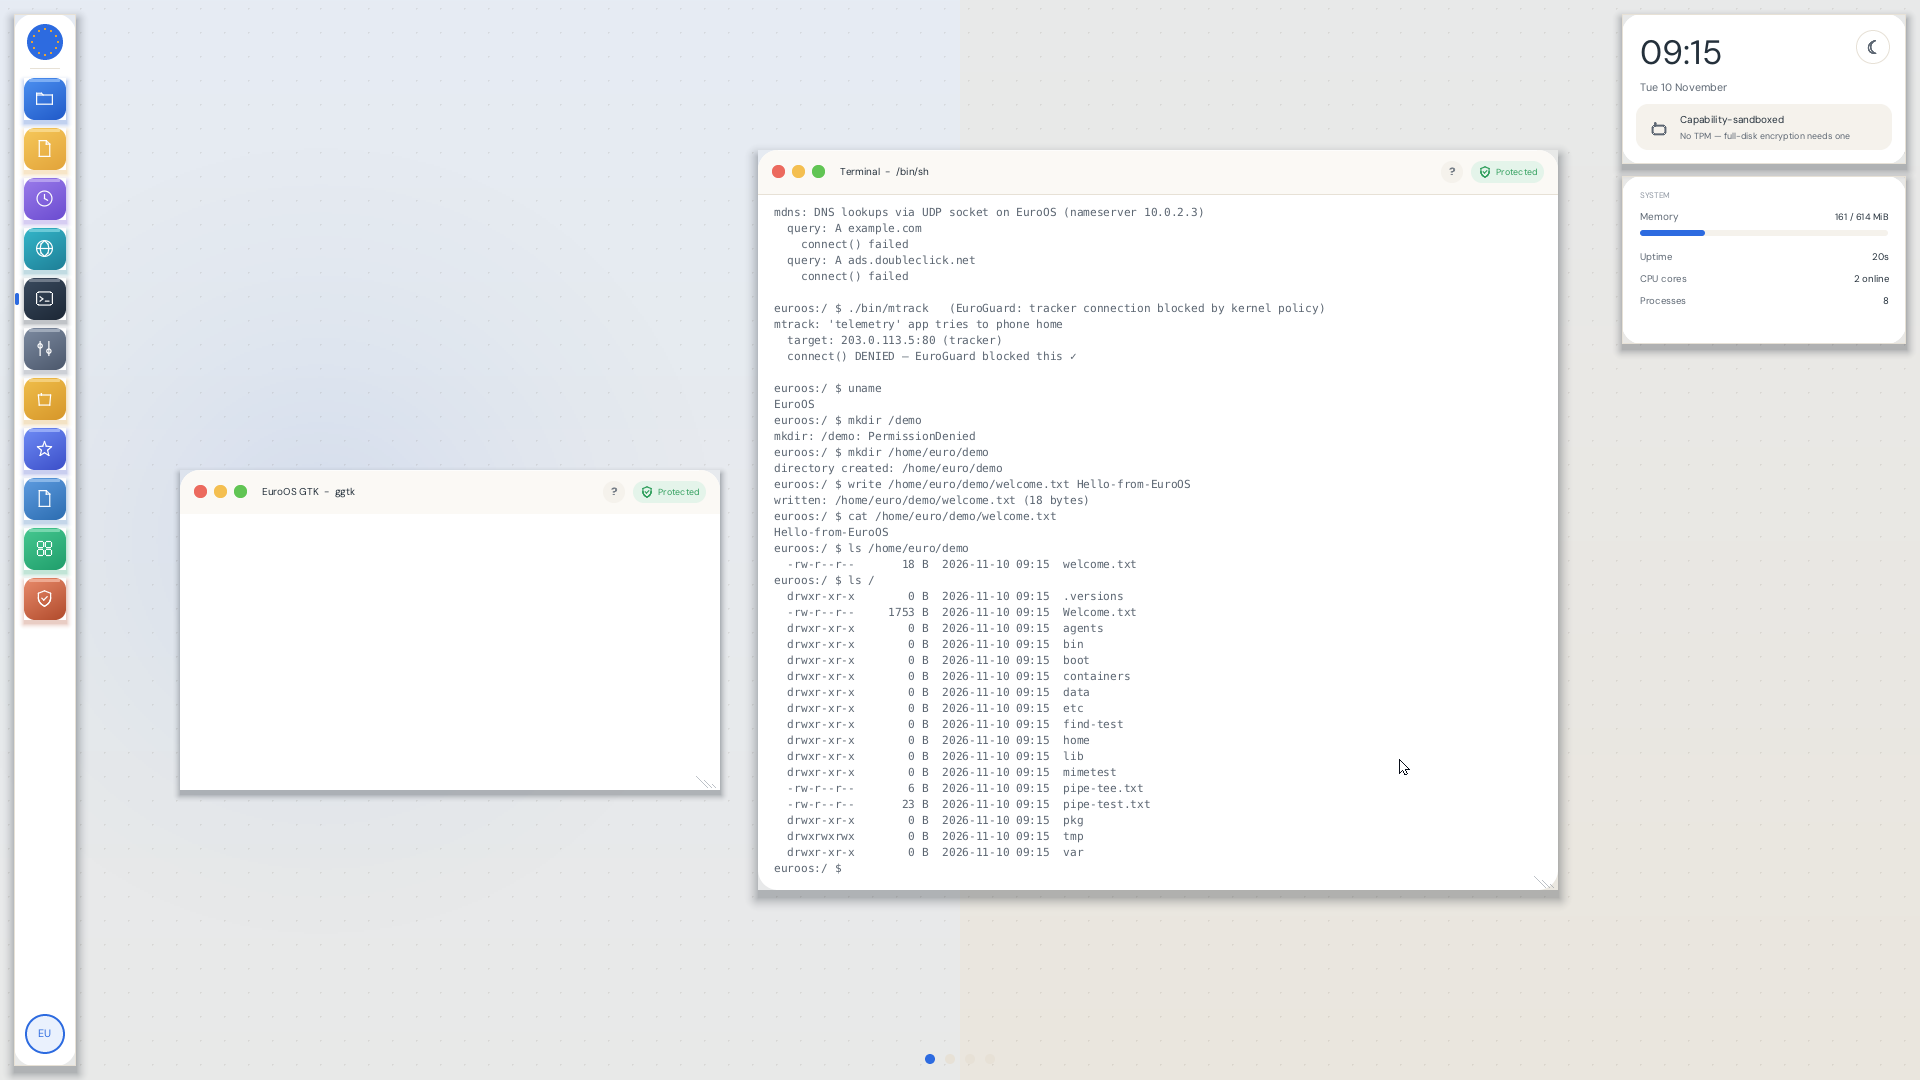 EU
EuroOS GTK - ggtk
?
Protected
Terminal - /bin/sh
?
Protected
mdns: DNS lookups via UDP socket on EuroOS (nameserver 10.0.2.3)
query: A example.com
connect() failed
query: A ads.doubleclick.net
connect() failed
euroos:/ $ ./bin/mtrack (EuroGuard: tracker connection blocked by kernel policy)
mtrack: 'telemetry' app tries to phone home
target: 203.0.113.5:80 (tracker)
connect() DENIED — EuroGuard blocked this ✓
euroos:/ $ uname
EuroOS
euroos:/ $ mkdir /demo
mkdir: /demo: PermissionDenied
euroos:/ $ mkdir /home/euro/demo
directory created: /home/euro/demo
euroos:/ $ write /home/euro/demo/welcome.txt Hello-from-EuroOS
written: /home/euro/demo/welcome.txt (18 bytes)
euroos:/ $ cat /home/euro/demo/welcome.txt
Hello-from-EuroOS
euroos:/ $ ls /home/euro/demo
-rw-r--r-- 18 B 2026-11-10 09:15 welcome.txt
euroos:/ $ ls /
drwxr-xr-x 0 B 2026-11-10 09:15 .versions
-rw-r--r-- 1753 B 2026-11-10 09:15 Welcome.txt
drwxr-xr-x 0 B 2026-11-10 09:15 agents
drwxr-xr-x 0 B 2026-11-10 09:15 bin
drwxr-xr-x 0 B 2026-11-10 09:15 boot
drwxr-xr-x 0 B 2026-11-10 09:15 containers
drwxr-xr-x 0 B 2026-11-10 09:15 data
drwxr-xr-x 0 B 2026-11-10 09:15 etc
drwxr-xr-x 0 B 2026-11-10 09:15 find-test
drwxr-xr-x 0 B 2026-11-10 09:15 home
drwxr-xr-x 0 B 2026-11-10 09:15 lib
drwxr-xr-x 0 B 2026-11-10 09:15 mimetest
-rw-r--r-- 6 B 2026-11-10 09:15 pipe-tee.txt
-rw-r--r-- 23 B 2026-11-10 09:15 pipe-test.txt
drwxr-xr-x 0 B 2026-11-10 09:15 pkg
drwxrwxrwx 0 B 2026-11-10 09:15 tmp
drwxr-xr-x 0 B 2026-11-10 09:15 var
euroos:/ $
09:15
Tue 10 November
Capability-sandboxed
No TPM — full-disk encryption needs one
SYSTEM
Memory 161 / 614 MiB
Uptime 20s
CPU cores 2 online
Processes 8